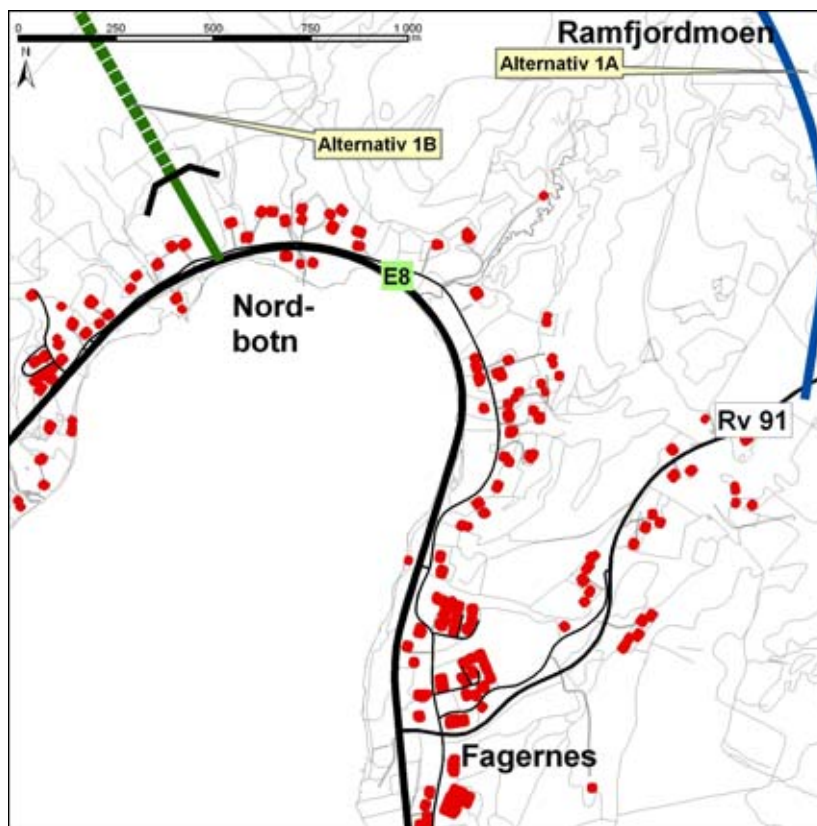 0 250 500 750 1 000
m
N
Ramfjordmoen
Alternativ 1A
Alternativ 1B
E8
Nord-
botn
Rv 91
Fagernes